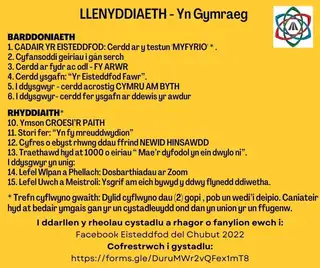 LLENYDDIAETH - Yn Gymraeg
BARDDONIAETH
1. CADAIR YR EISTEDDFOD: Cerdd ar y testun 'MYFYRIO' * .
2. Cyfansoddi geiriau i gân serch
3. Cerdd ar fydr ac odl - FY ARWR
4. Cerdd ysgafn: "Yr Eisteddfod Fawr".
5. I ddysgwyr - cerdd acrostig CYMRU AM BYTH
6. I ddysgwyr- cerdd fer ysgafn ar ddewis yr awdur
RHYDDIAITH*
10. Ymson CROESI'R PAITH
11. Stori fer: "Yn fy mreuddwydion"
12. Cyfres o ebyst rhwng ddau ffrind NEWID HINSAWDD
13. Traethawd hyd at 1000 o eiriau " Mae'r dyfodol yn ein dwylo ni".
I ddysgwyr yn unig:
14. Lefel Wlpan a Phellach: Dosbarthiadau ar Zoom
15. Lefel Uwch a Meistroli: Ysgrif am eich bywyd y ddwy flynedd ddiwetha.
* Trefn cyflwyno gwaith: Dylid cyflwyno dau (2) gopi , pob un wedi'i deipio. Caniateir
hyd at bedair ymgais gan yr un cystadleuydd ond dan yr union yr un ffugenw.
I ddarllen y rheolau cystadlu a rhagor o fanylion ewch i:
Facebook Eisteddfod del Chubut 2022
Cofrestrwch i gystadlu:
https://forms.gle/DuruMWr2vQFex1mT8